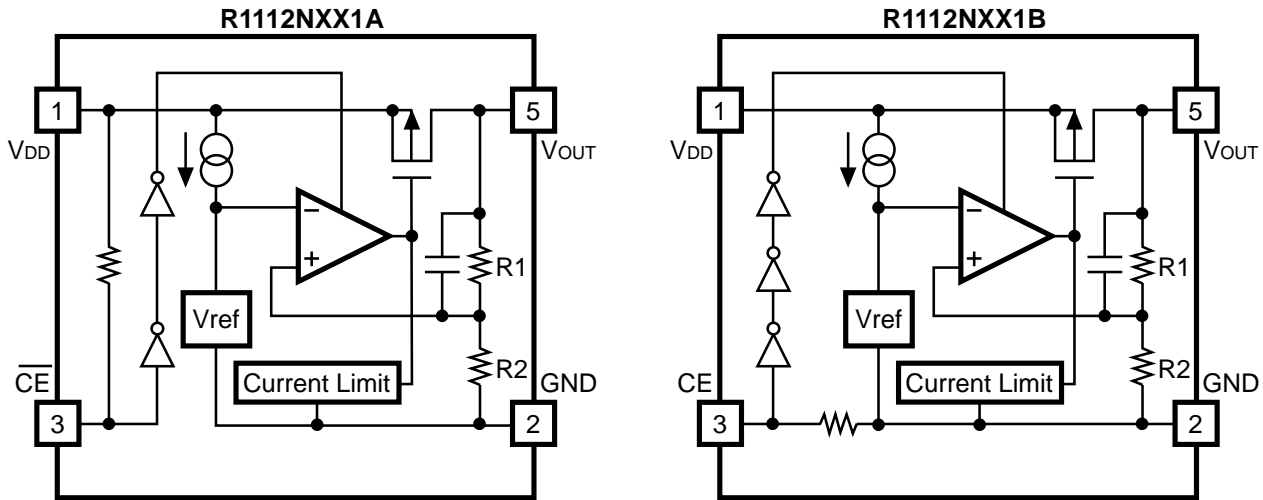 R1112NXX1A
1
VDD
5
VOUT
−
+
R1
Vref
R2
Current Limit
CE
3
GND
2
R1112NXX1B
1
VDD
5
VOUT
−
+
R1
Vref
R2
Current Limit
CE
3
GND
2